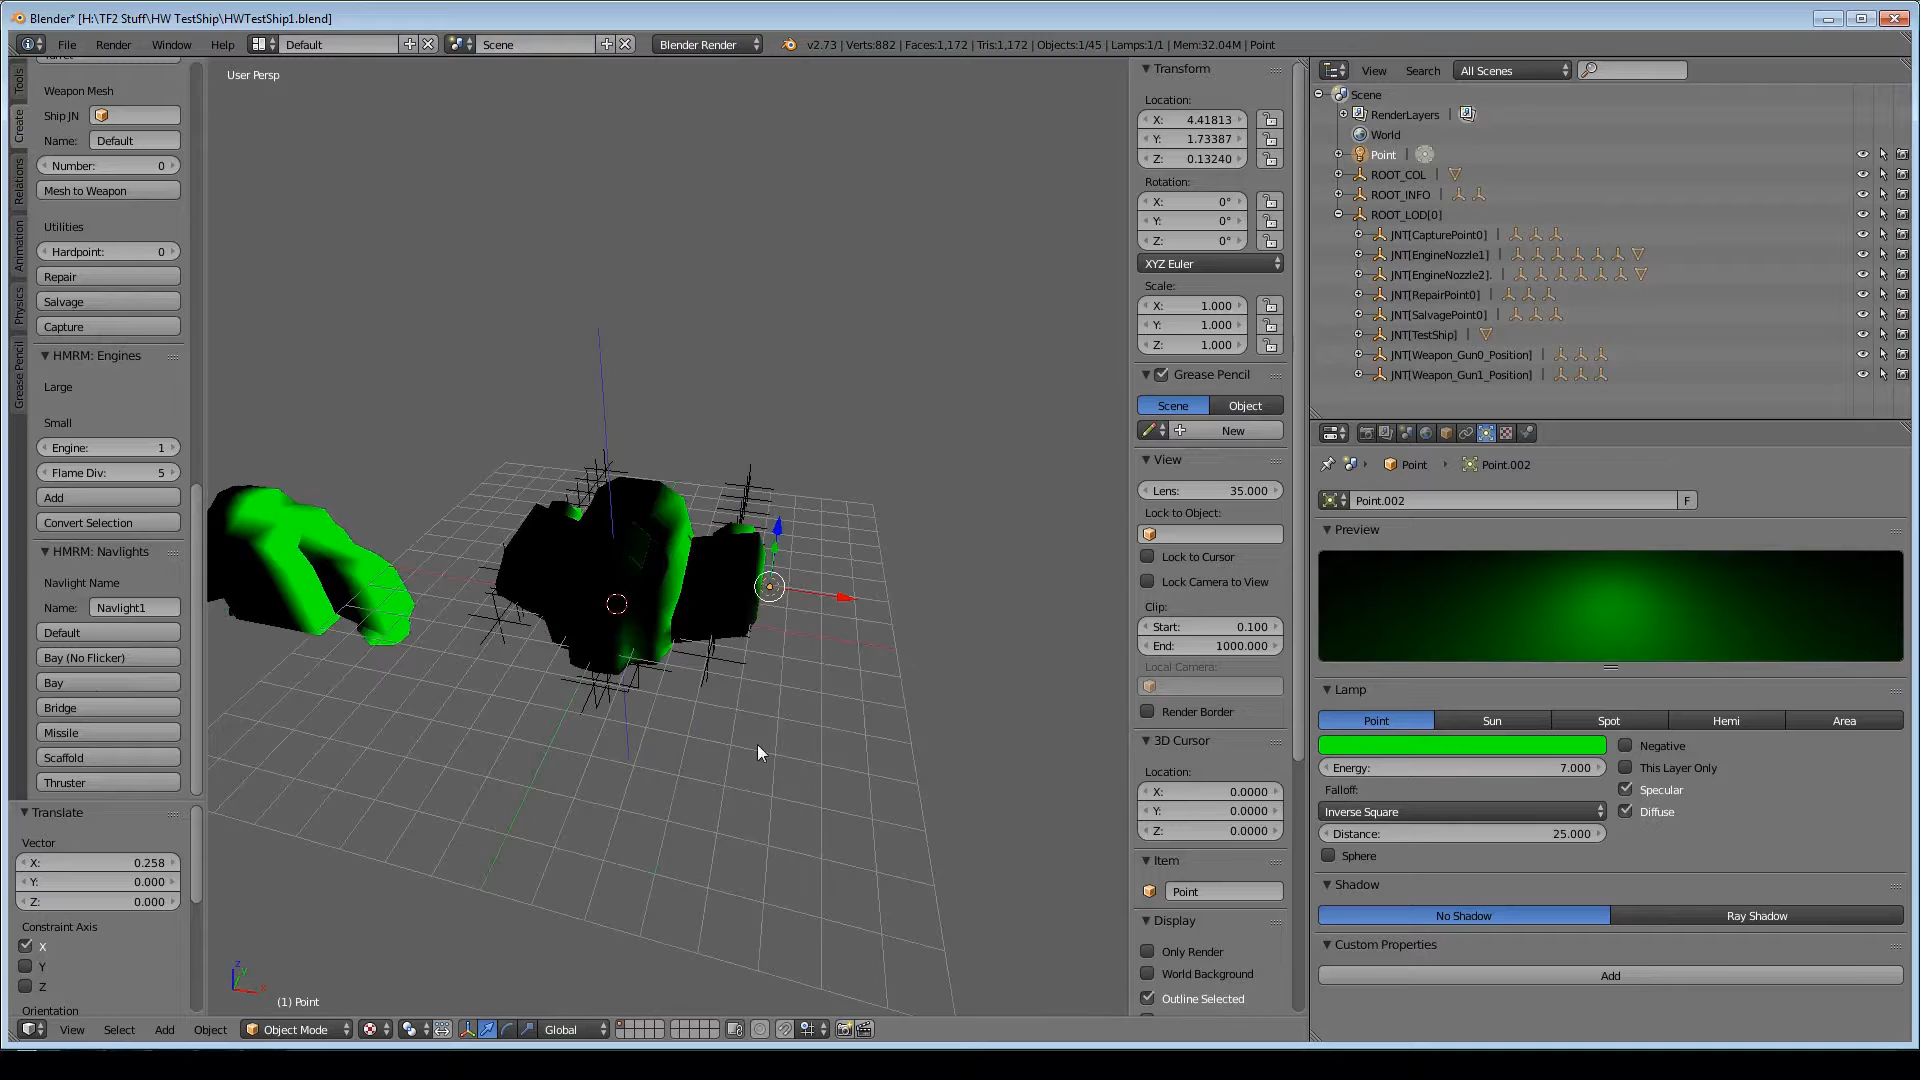 Blender* [H:\TF2 Stuff\HW TestShip\HWTestShip1.blend]
File Render Window Help Default Scene Blender Render v2.73 | Verts:882 | Faces:1,172 | Tris:1,172 | Objects:1/45 | Lamps:1/1 | Mem:32.04M | Point
Tools
Create
Relations
Animation
Physics
Grease Pencil
Weapon Mesh
Ship JN
Name: Default
Number: 0
Mesh to Weapon
Utilities
Hardpoint: 0
Repair
Salvage
Capture
HMRM: Engines
Large
Small
Engine: 1
Flame Div: 5
Add
Convert Selection
HMRM: Navlights
Navlight Name
Name: Navlight1
Default
Bay (No Flicker)
Bay
Bridge
Missile
Scaffold
Thruster
Translate
Vector
X: 0.258
Y: 0.000
Z: 0.000
Constraint Axis
X
Y
Z
Orientation
User Persp
(1) Point
View Select Add Object Object Mode Global
Transform
Location:
X: 4.41813
Y: 1.73387
Z: 0.13240
Rotation:
X: 0°
Y: 0°
Z: 0°
XYZ Euler
Scale:
X: 1.000
Y: 1.000
Z: 1.000
Grease Pencil
Scene Object
New
View
Lens: 35.000
Lock to Object:
Lock to Cursor
Lock Camera to View
Clip:
Start: 0.100
End: 1000.000
Local Camera:
Render Border
3D Cursor
Location:
X: 0.0000
Y: 0.0000
Z: 0.0000
Item
Point
Display
Only Render
World Background
Outline Selected
View Search All Scenes
Scene
RenderLayers |
World
Point |
ROOT_COL |
ROOT_INFO |
ROOT_LOD[0]
JNT[CapturePoint0] |
JNT[EngineNozzle1] |
JNT[EngineNozzle2]. |
JNT[RepairPoint0] |
JNT[SalvagePoint0] |
JNT[TestShip] |
JNT[Weapon_Gun0_Position] |
JNT[Weapon_Gun1_Position] |
Point Point.002
Point.002 F
Preview
Lamp
Point Sun Spot Hemi Area
Negative
Energy: 7.000 This Layer Only
Falloff: Specular
Inverse Square Diffuse
Distance: 25.000
Sphere
Shadow
No Shadow Ray Shadow
Custom Properties
Add